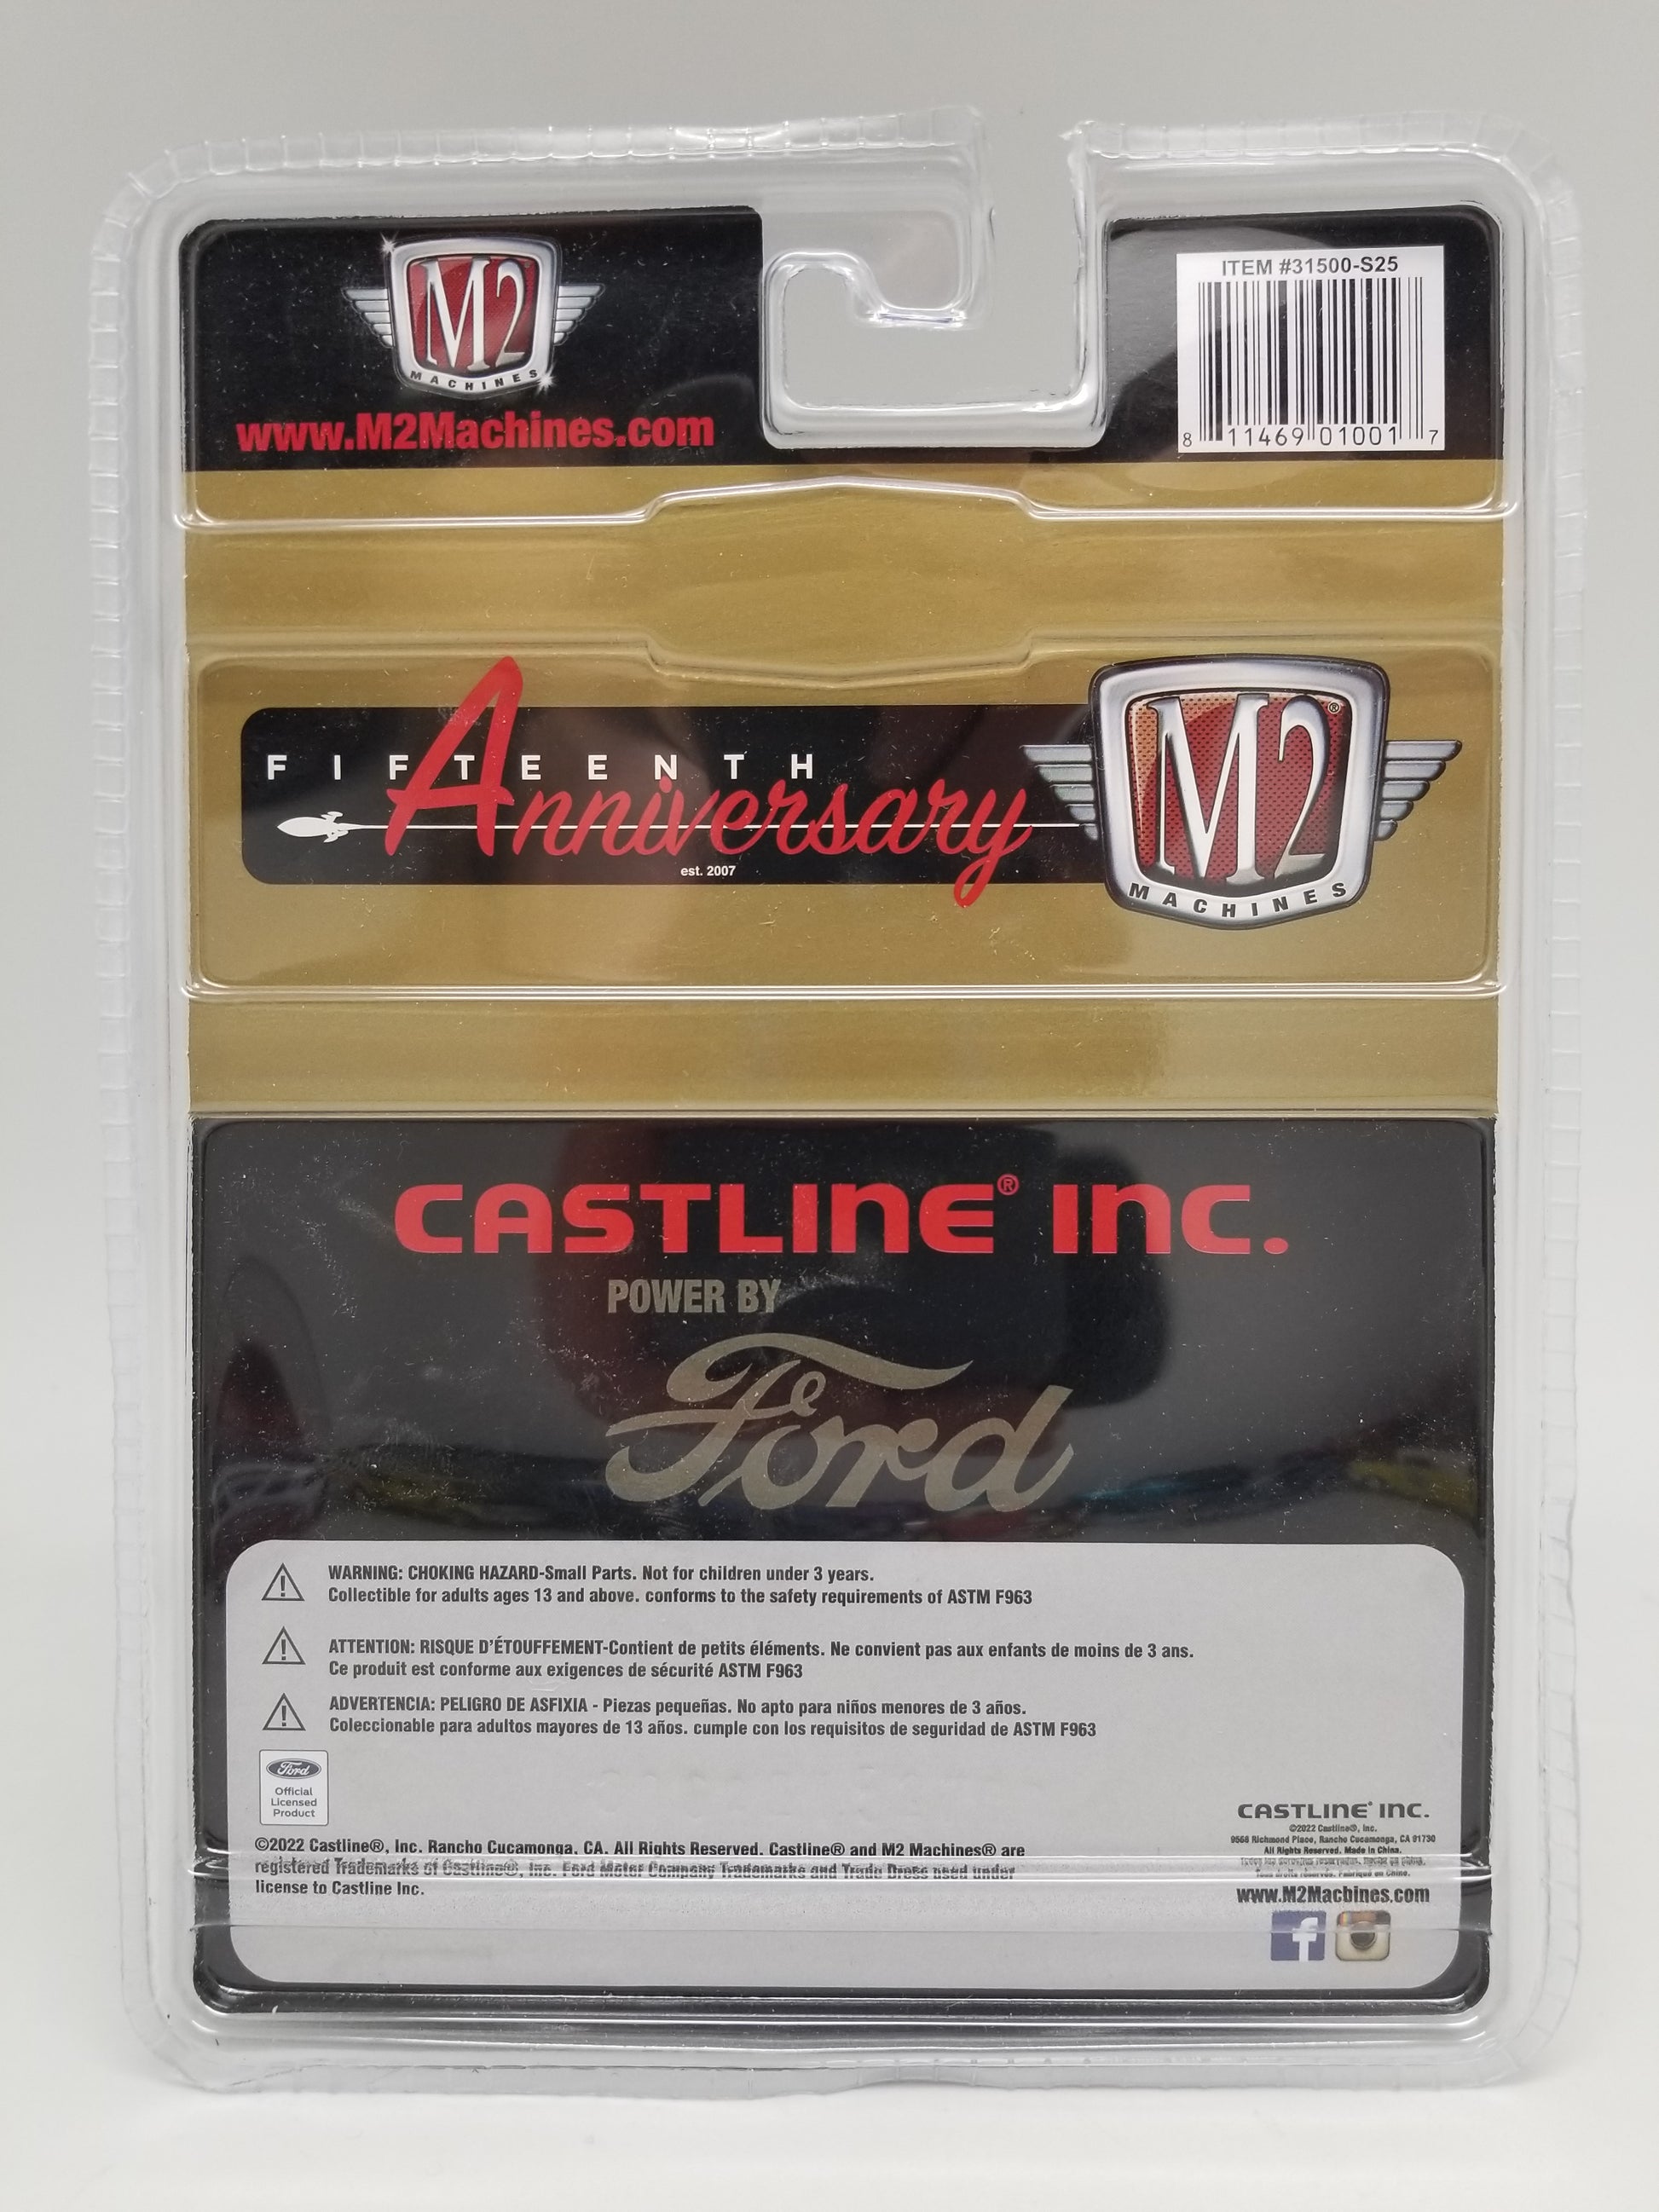 M2
MACHINES
www.M2Machines.com
ITEM #31500-S25
8 11469 01001 7
FIFTEENTH
Anniversary
est. 2007
M2®
MACHINES
CASTLINE® INC.
POWER BY
Ford
WARNING: CHOKING HAZARD-Small Parts. Not for children under 3 years.
Collectible for adults ages 13 and above. conforms to the safety requirements of ASTM F963
ATTENTION: RISQUE D'ÉTOUFFEMENT-Contient de petits éléments. Ne convient pas aux enfants de moins de 3 ans.
Ce produit est conforme aux exigences de sécurité ASTM F963
ADVERTENCIA: PELIGRO DE ASFIXIA - Piezas pequeñas. No apto para niños menores de 3 años.
Coleccionable para adultos mayores de 13 años. cumple con los requisitos de seguridad de ASTM F963
Ford
Official
Licensed
Product
©2022 Castline®, Inc. Rancho Cucamonga, CA. All Rights Reserved. Castline® and M2 Machines® are
registered Trademarks of Castline®, Inc. Ford Motor Company Trademarks and Trade Dress used under
license to Castline Inc.
CASTLINE® INC.
©2022 Castline®, Inc.
9568 Richmond Place, Rancho Cucamonga, CA 91730
All Rights Reserved. Made in China.
www.M2Machines.com